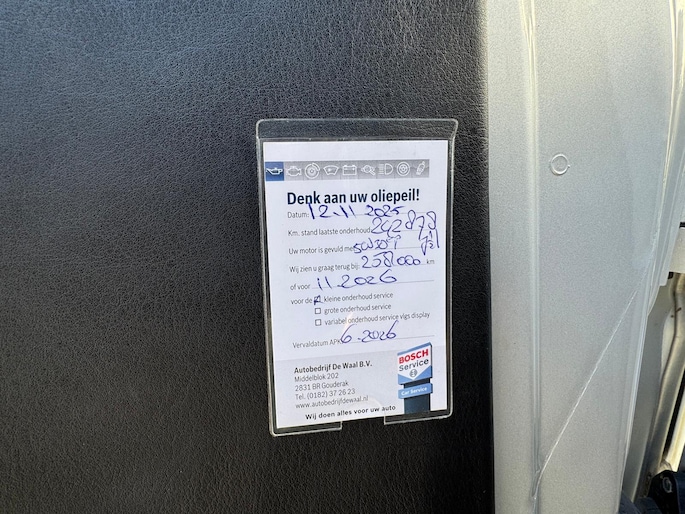 Denk aan uw oliepeil!
Datum: 12.11 2025
Km. stand laatste onderhoud 242878
Uw motor is gevuld met
Wij zien u graag terug bij: 258.000 km
of voor 11.2026
voor de kleine onderhoud service
grote onderhoud service
variabel onderhoud service vlgs display
Vervaldatum APK 6-2026
Autobedrijf De Waal B.V.
Middelblok 202
2831 BR Gouderak
Tel. (0182) 37 26 23
www.autobedrijfdewaal.nl
Wij doen alles voor uw auto
BOSCH
Service
Car Service